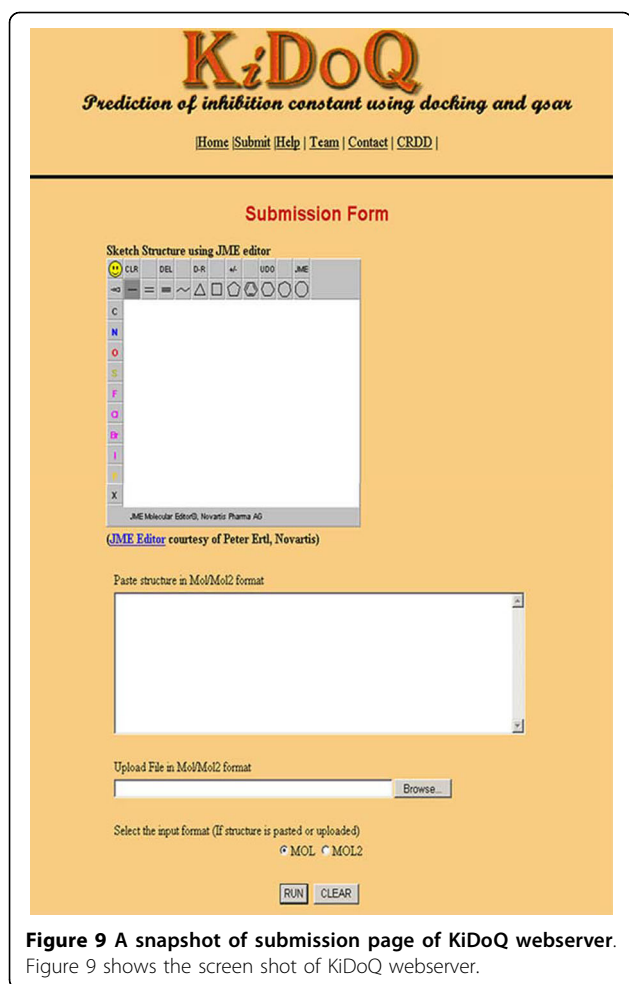 KiDoQ
Prediction of inhibition constant using docking and qsar
|Home |Submit |Help | Team | Contact | CRDD |
Submission Form
Sketch Structure using JME editor
CLR DEL D-R +/- UDO JME
C
N
O
S
F
Cl
Br
I
X
JME Molecular Editor®, Novartis Pharma AG
(JME Editor courtesy of Peter Ertl, Novartis)
Paste structure in Mol/Mol2 format
Upload File in Mol/Mol2 format
Browse...
Select the input format (If structure is pasted or uploaded)
MOL MOL2
RUN CLEAR
Figure 9 A snapshot of submission page of KiDoQ webserver.
Figure 9 shows the screen shot of KiDoQ webserver.